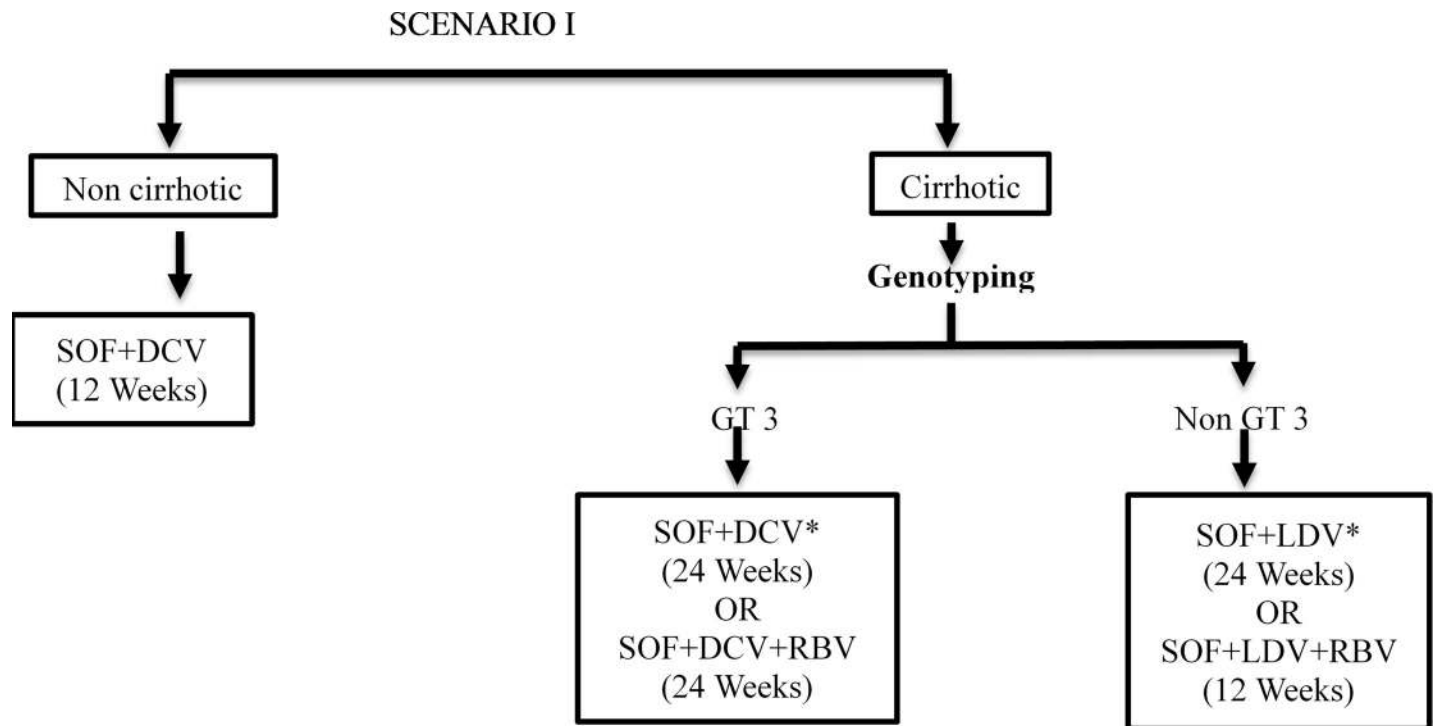 SCENARIO I
Non cirrhotic
Cirrhotic
Genotyping
SOF+DCV
(12 Weeks)
GT 3
Non GT 3
SOF+DCV*
(24 Weeks)
OR
SOF+DCV+RBV
(24 Weeks)
SOF+LDV*
(24 Weeks)
OR
SOF+LDV+RBV
(12 Weeks)